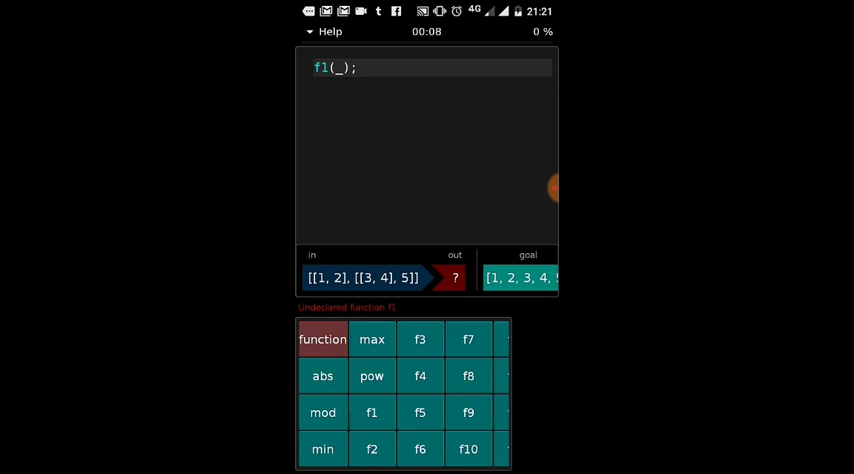 4G 21:21
Help 00:08 0 %
f1(_);
in out goal
[[1, 2], [[3, 4], 5]] ? [1, 2, 3, 4,
Undeclared function f1
function max f3 f7
abs pow f4 f8
mod f1 f5 f9
min f2 f6 f10